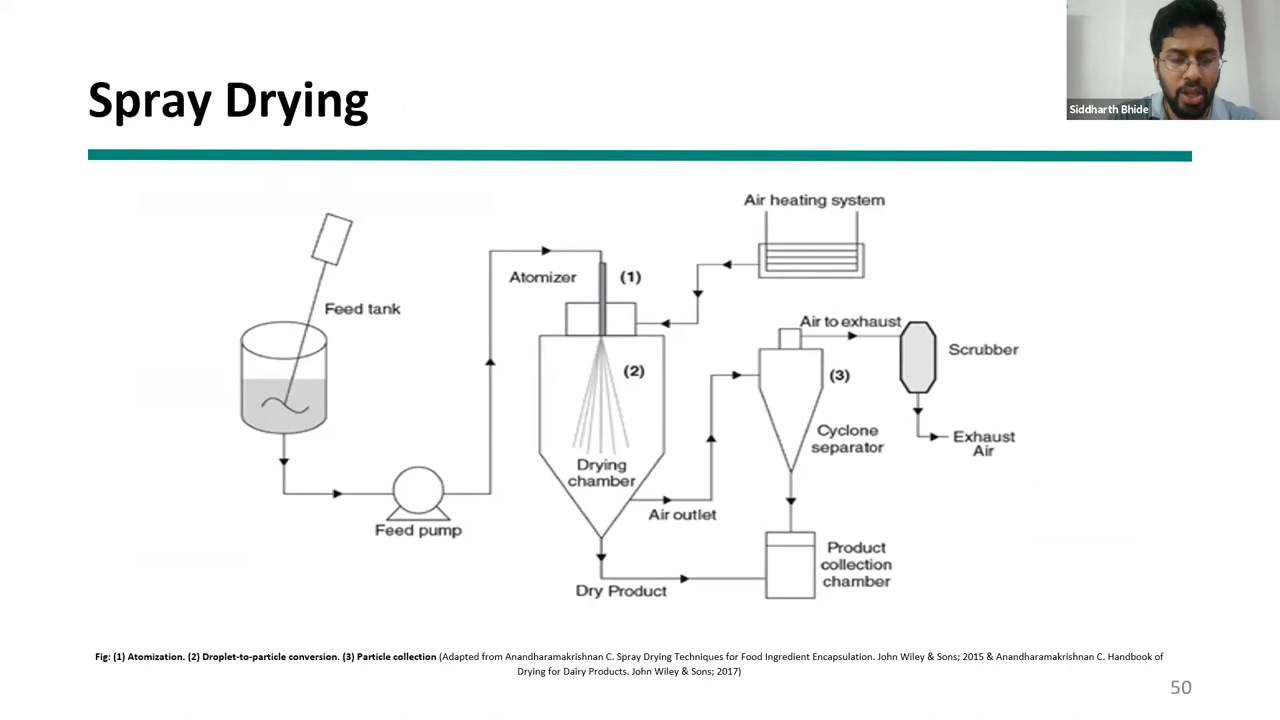 Siddharth Bhide
Spray Drying
Air heating system
Atomizer
(1)
Feed tank
Air to exhaust
Scrubber
(2)
(3)
Cyclone
separator
Exhaust
Air
Drying
chamber
Air outlet
Feed pump
Product
collection
chamber
Dry Product
Fig: (1) Atomization. (2) Droplet-to-particle conversion. (3) Particle collection (Adapted from Anandharamakrishnan C. Spray Drying Techniques for Food Ingredient Encapsulation. John Wiley & Sons; 2015 & Anandharamakrishnan C. Handbook of
Drying for Dairy Products. John Wiley & Sons; 2017)
50